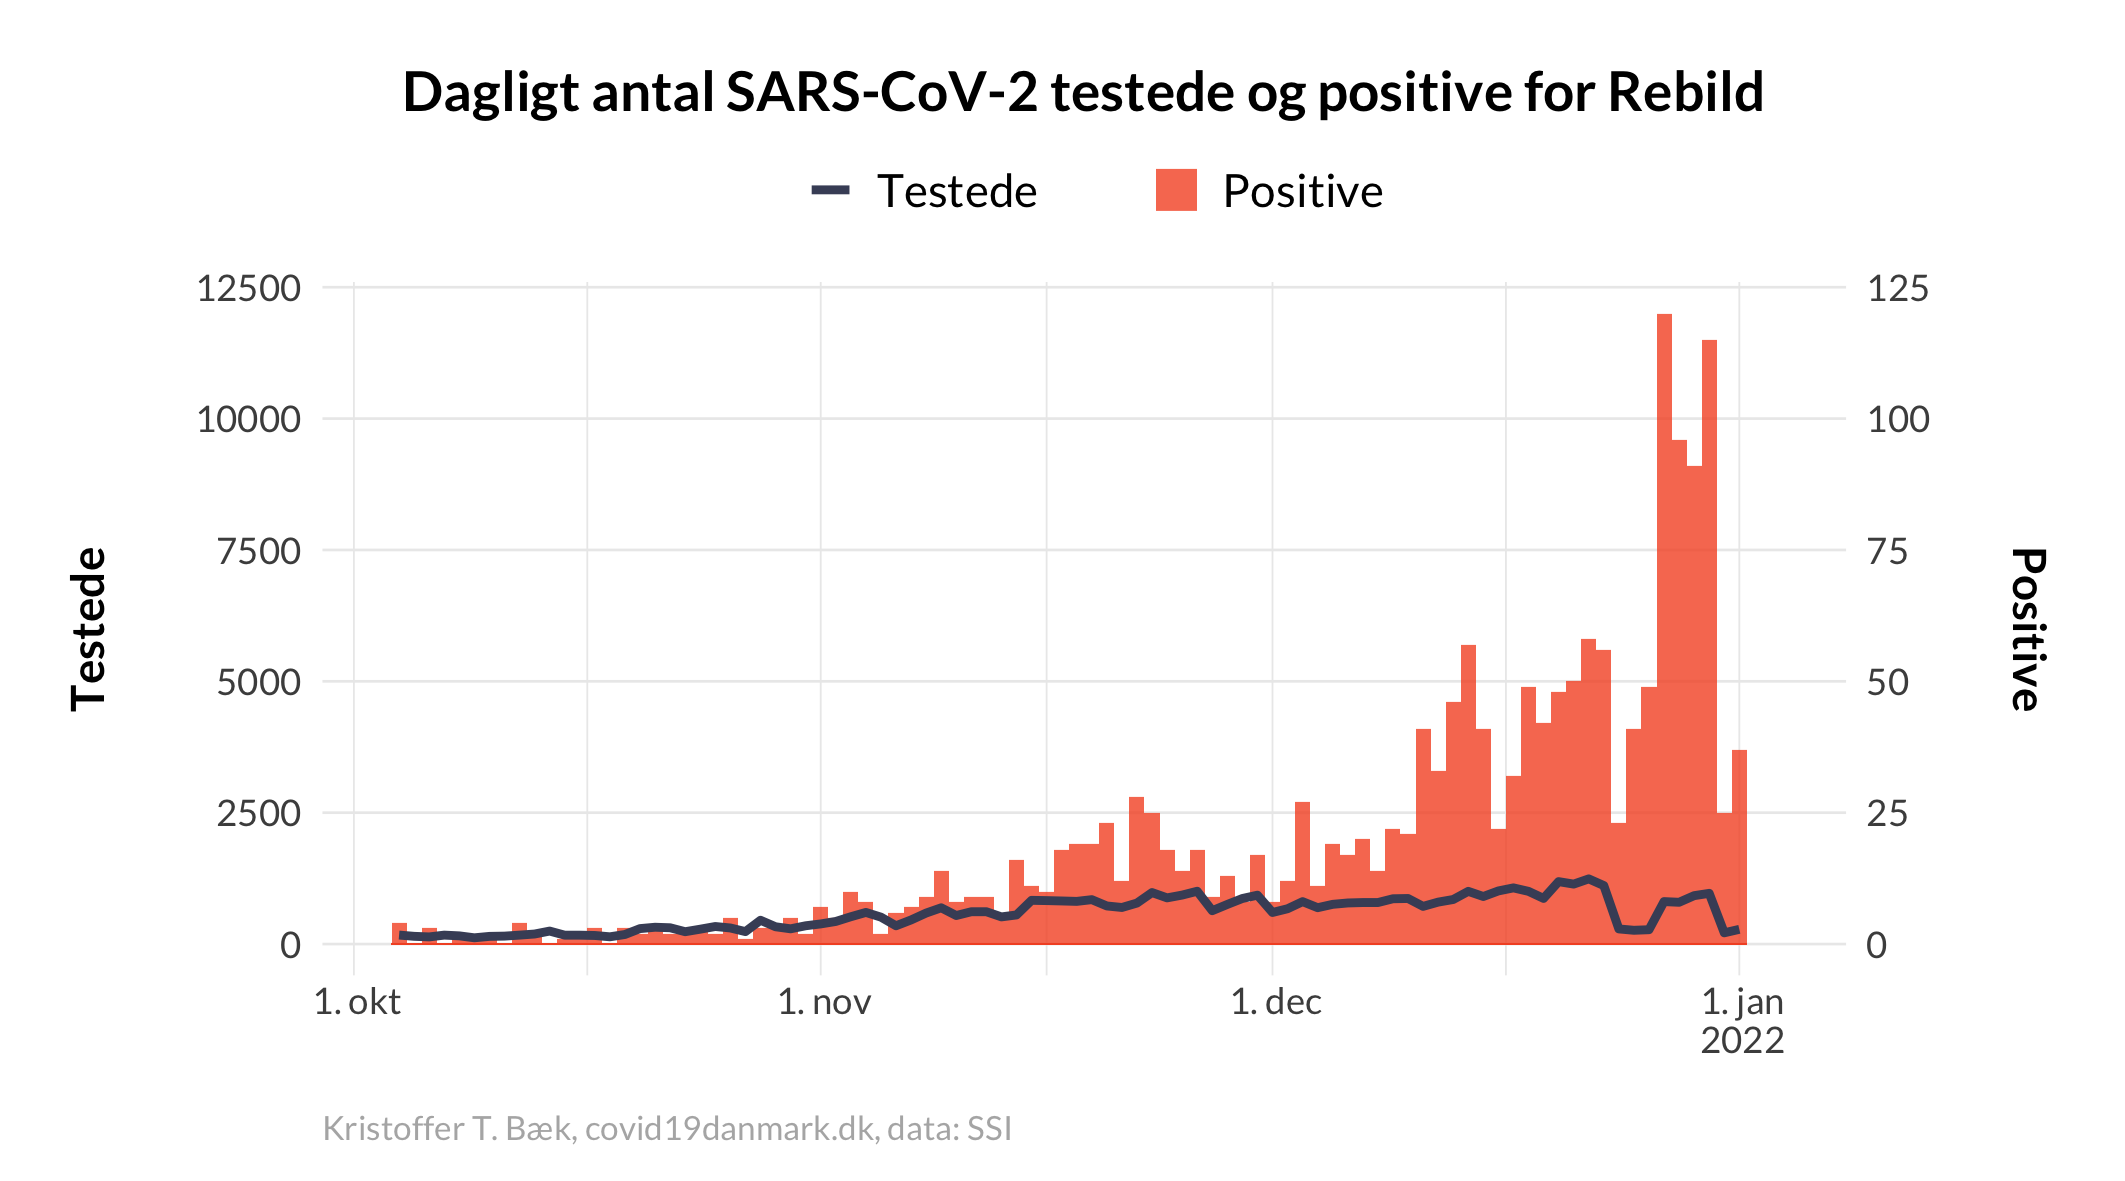 Dagligt antal SARS-CoV-2 testede og positive for Rebild
Testede Positive
12500 125
10000 100
7500 75
5000 50
2500 25
0 0
Testede
Positive
1. okt 1. nov 1. dec 1. jan
2022
Kristoffer T. Bæk, covid19danmark.dk, data: SSI